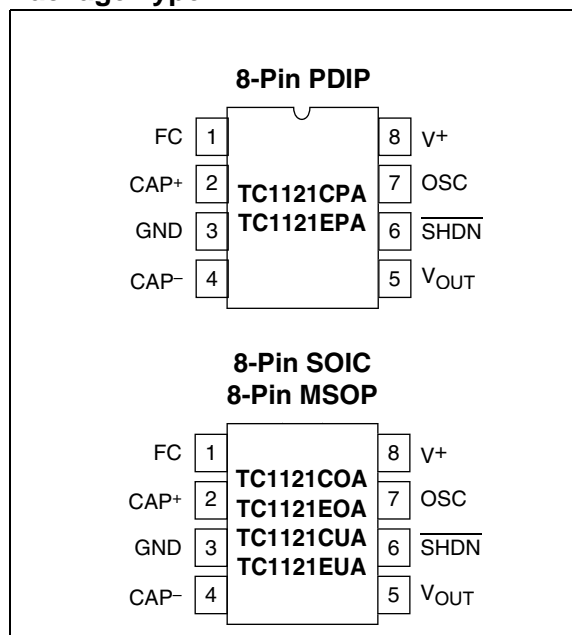 8-Pin PDIP
FC 1 8 V+
CAP+ 2 TC1121CPA 7 OSC
TC1121EPA
GND 3 6 SHDN
CAP– 4 5 VOUT
8-Pin SOIC
8-Pin MSOP
FC 1 8 V+
TC1121COA
CAP+ 2 TC1121EOA 7 OSC
GND 3 TC1121CUA 6 SHDN
TC1121EUA
CAP– 4 5 VOUT